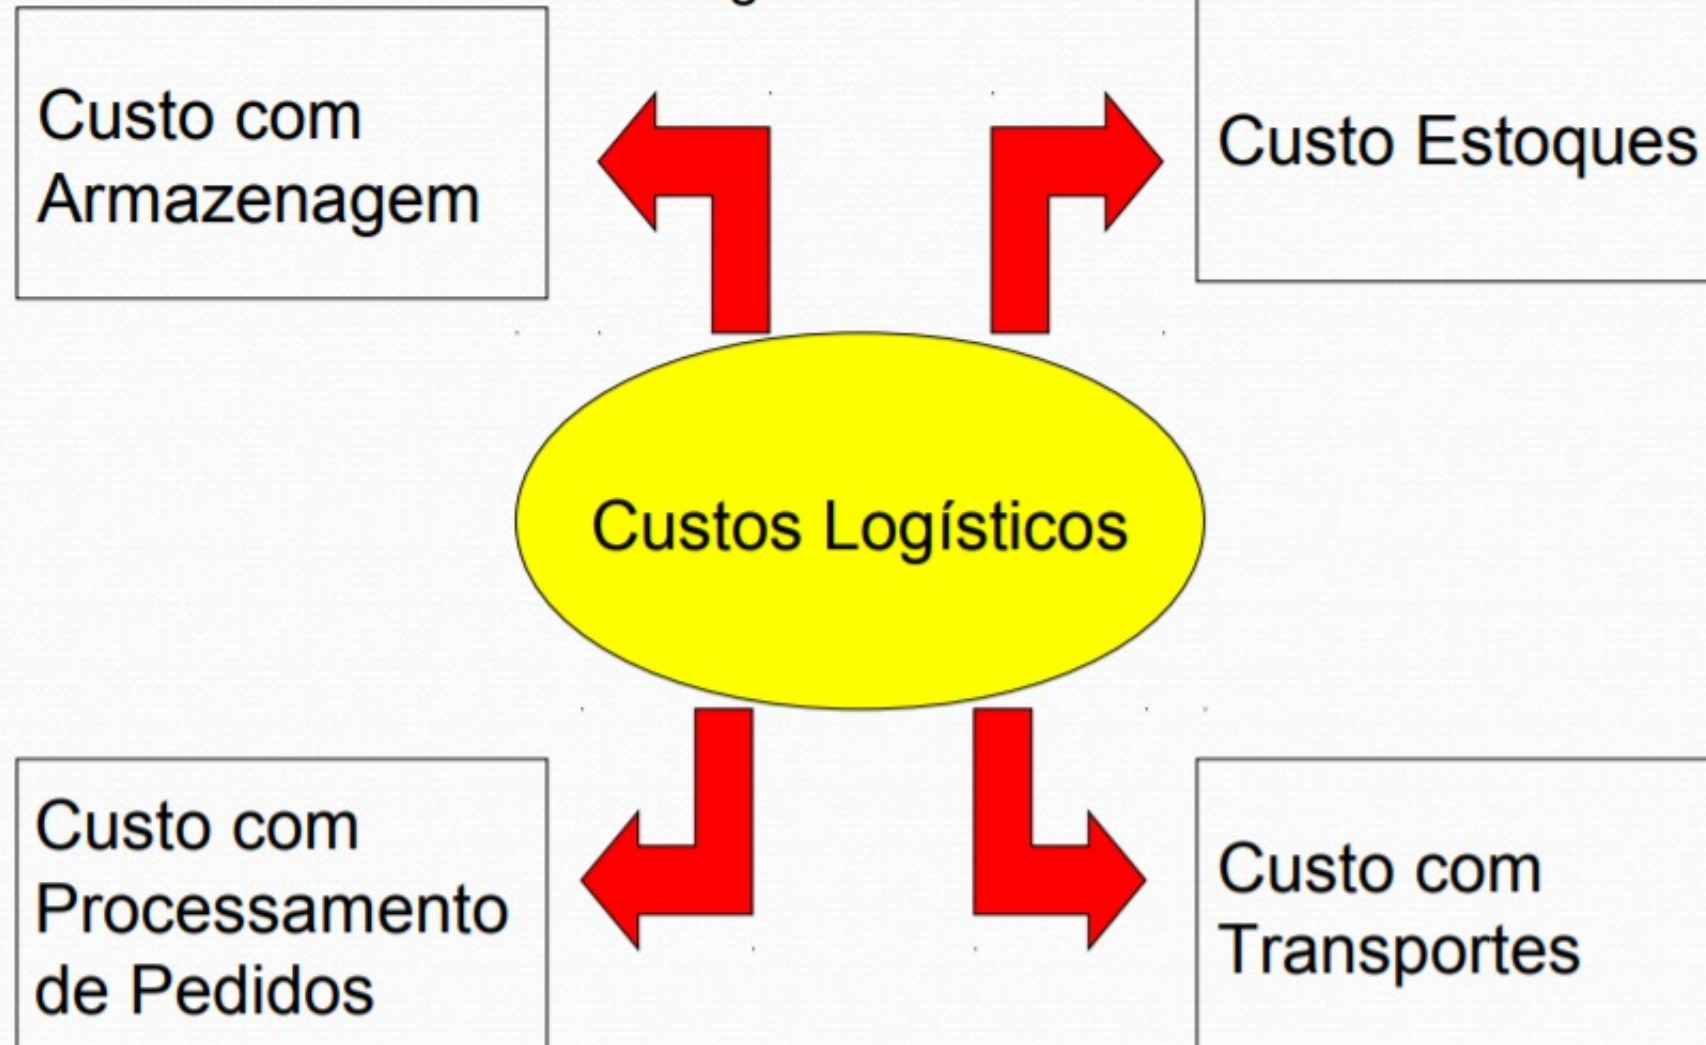 Custo com
Armazenagem
Custo Estoques
Custos Logísticos
Custo com
Processamento
de Pedidos
Custo com
Transportes